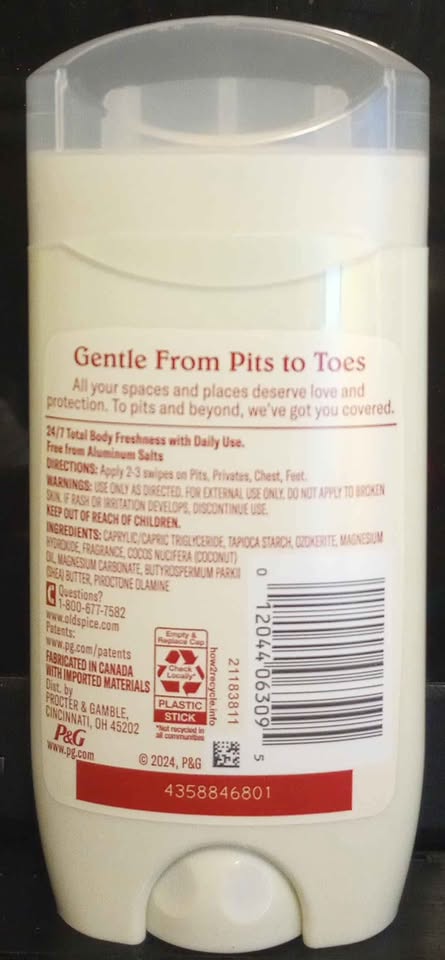 Gentle From Pits to Toes
All your spaces and places deserve love and
protection. To pits and beyond, we've got you covered.
24/7 Total Body Freshness with Daily Use.
Free from Aluminum Salts
DIRECTIONS: Apply 2-3 swipes on Pits, Privates, Chest, Feet.
WARNINGS: USE ONLY AS DIRECTED. FOR EXTERNAL USE ONLY. DO NOT APPLY TO BROKEN
SKIN. IF RASH OR IRRITATION DEVELOPS, DISCONTINUE USE.
KEEP OUT OF REACH OF CHILDREN.
INGREDIENTS: CAPRYLIC/CAPRIC TRIGLYCERIDE, TAPIOCA STARCH, OZOKERITE, MAGNESIUM
HYDROXIDE, FRAGRANCE, COCOS NUCIFERA (COCONUT)
OIL, MAGNESIUM CARBONATE, BUTYROSPERMUM PARKII
(SHEA) BUTTER, PIROCTONE OLAMINE
Questions?
1-800-677-7582
www.oldspice.com
Patents:
www.pg.com/patents
FABRICATED IN CANADA
WITH IMPORTED MATERIALS
Dist. by
PROCTER & GAMBLE,
CINCINNATI, OH 45202
P&G
www.pg.com
Empty &
Replace Cap
Check
Locally*
PLASTIC
STICK
*Not recycled in
all communities
how2recycle.info
© 2024, P&G
21183811
0 12044 06309 5
4358846801